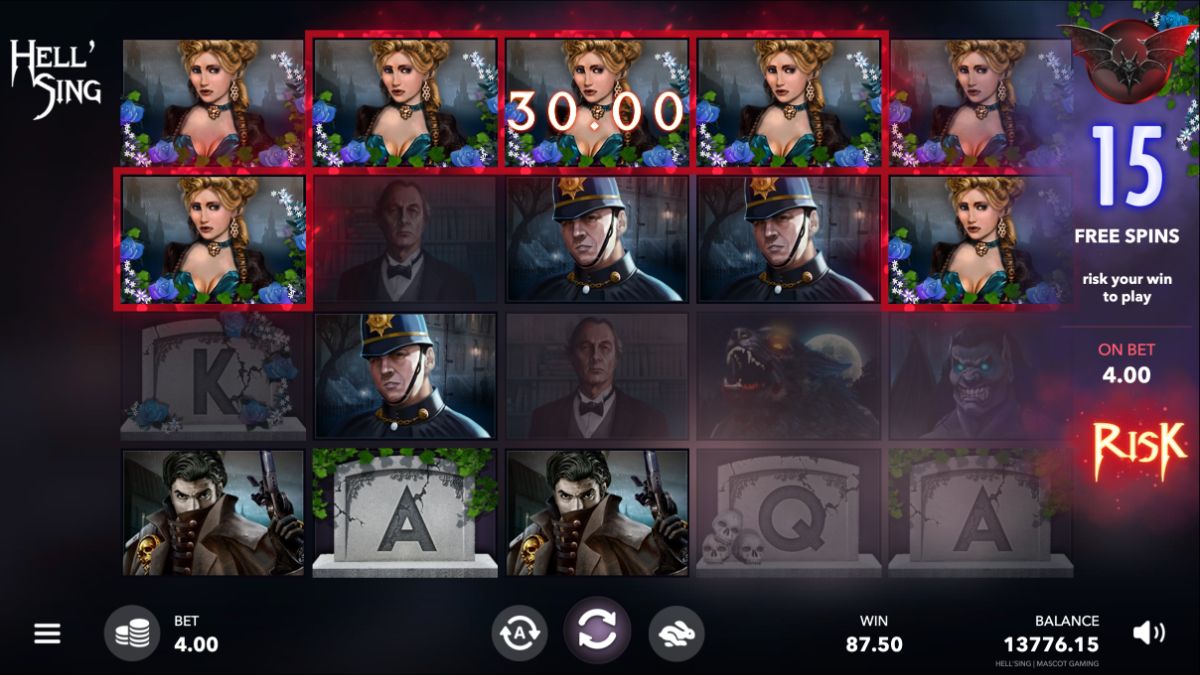 HELL'
SING
30.00
15
FREE SPINS
risk your win
to play
ON BET
4.00
RISK
K
A
Q
A
A
BET
4.00
WIN
87.50
BALANCE
13776.15
HELL'SING | MASCOT GAMING